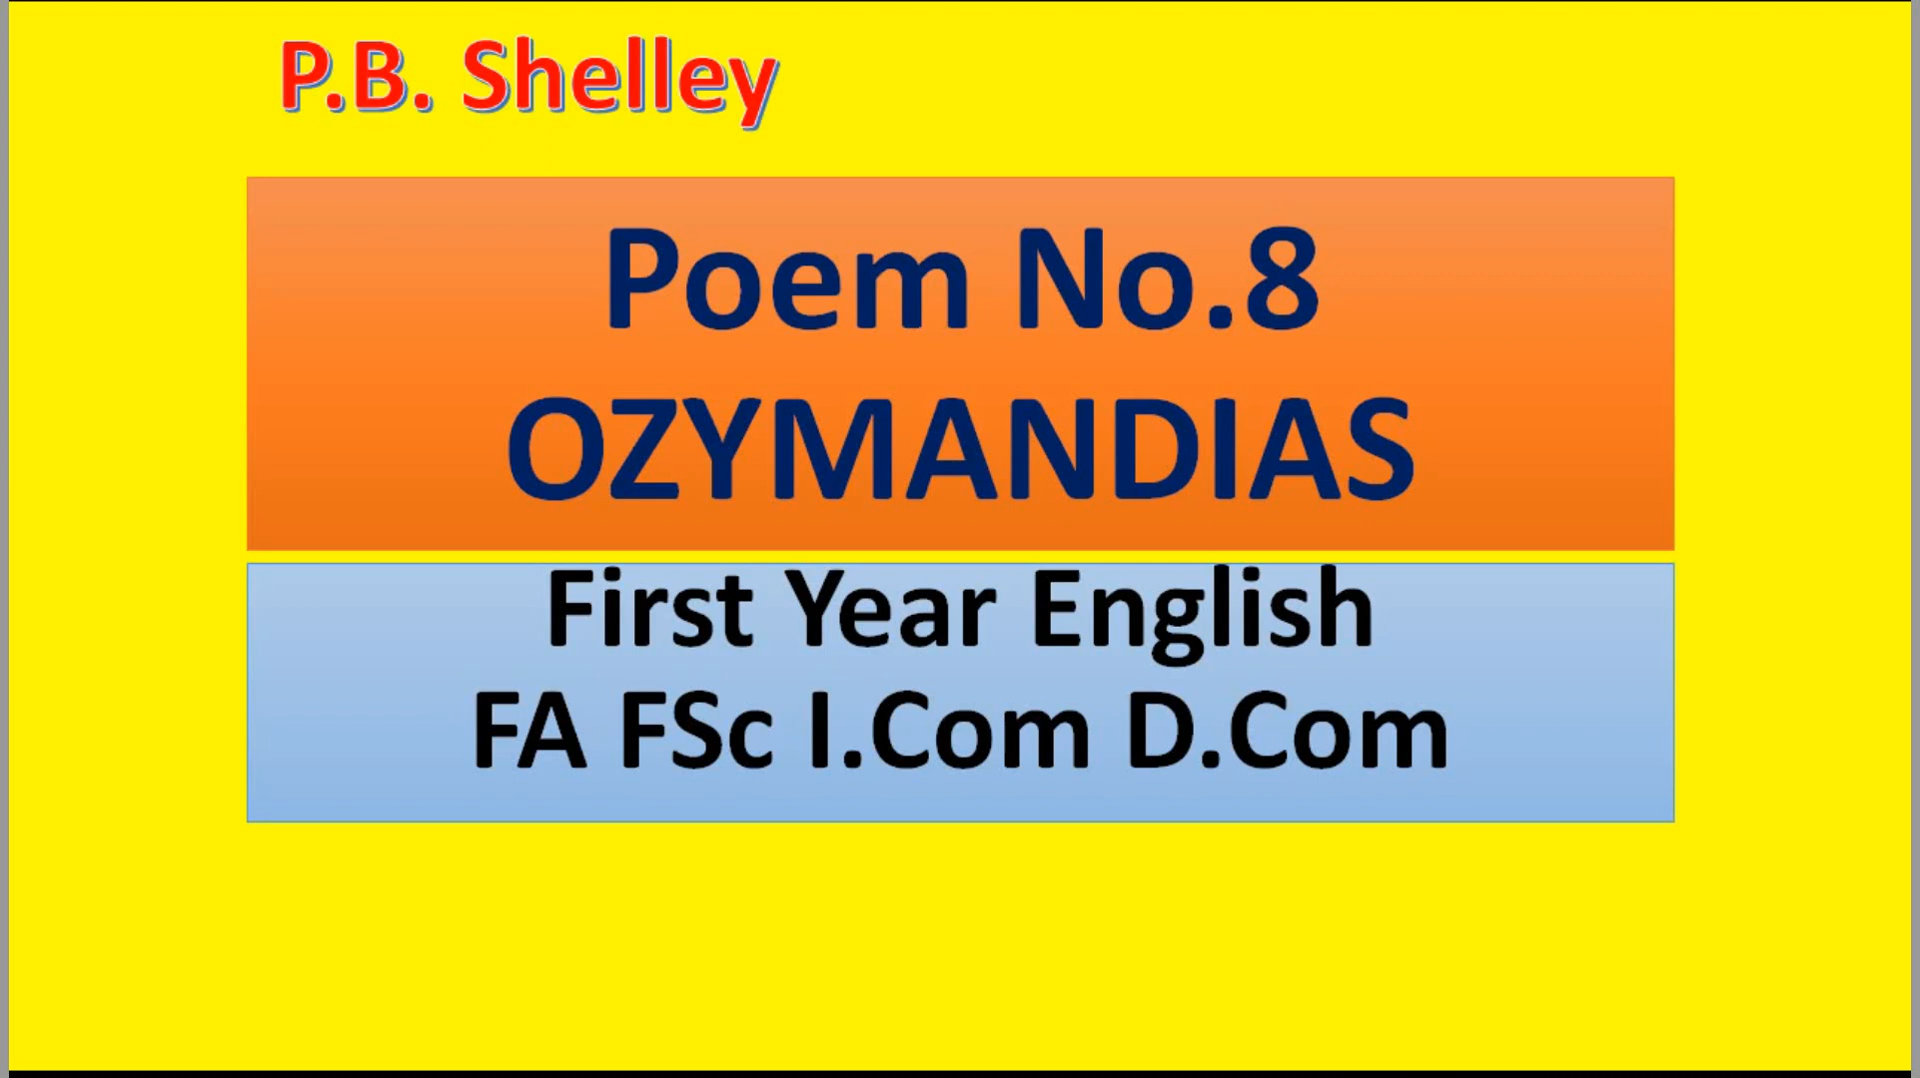 P.B. Shelley
Poem No.8
OZYMANDIAS
First Year English
FA FSc I.Com D.Com